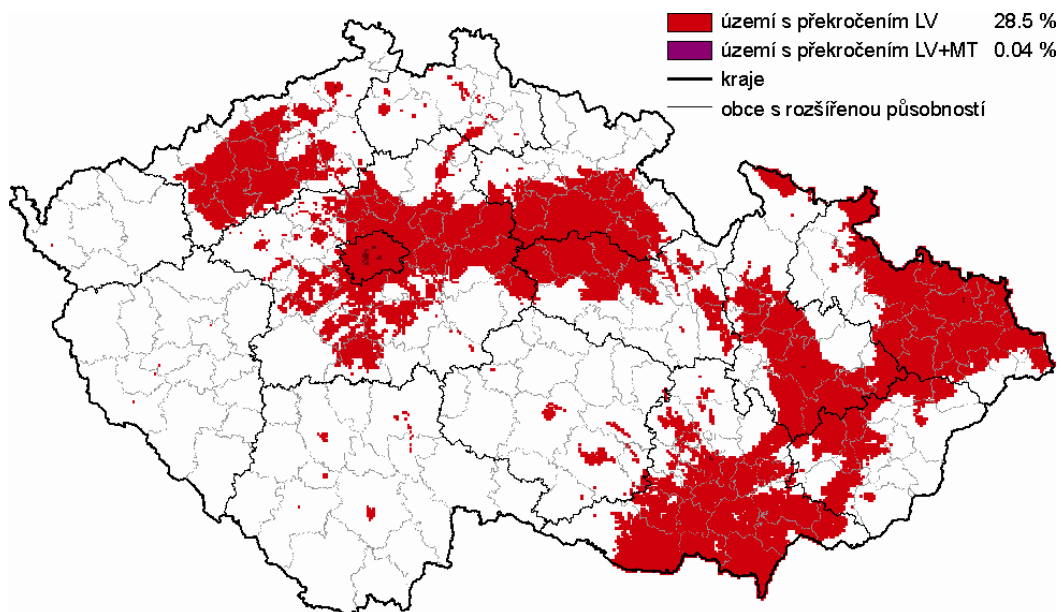 území s překročením LV 28.5 %
území s překročením LV+MT 0.04 %
kraje
obce s rozšířenou působností